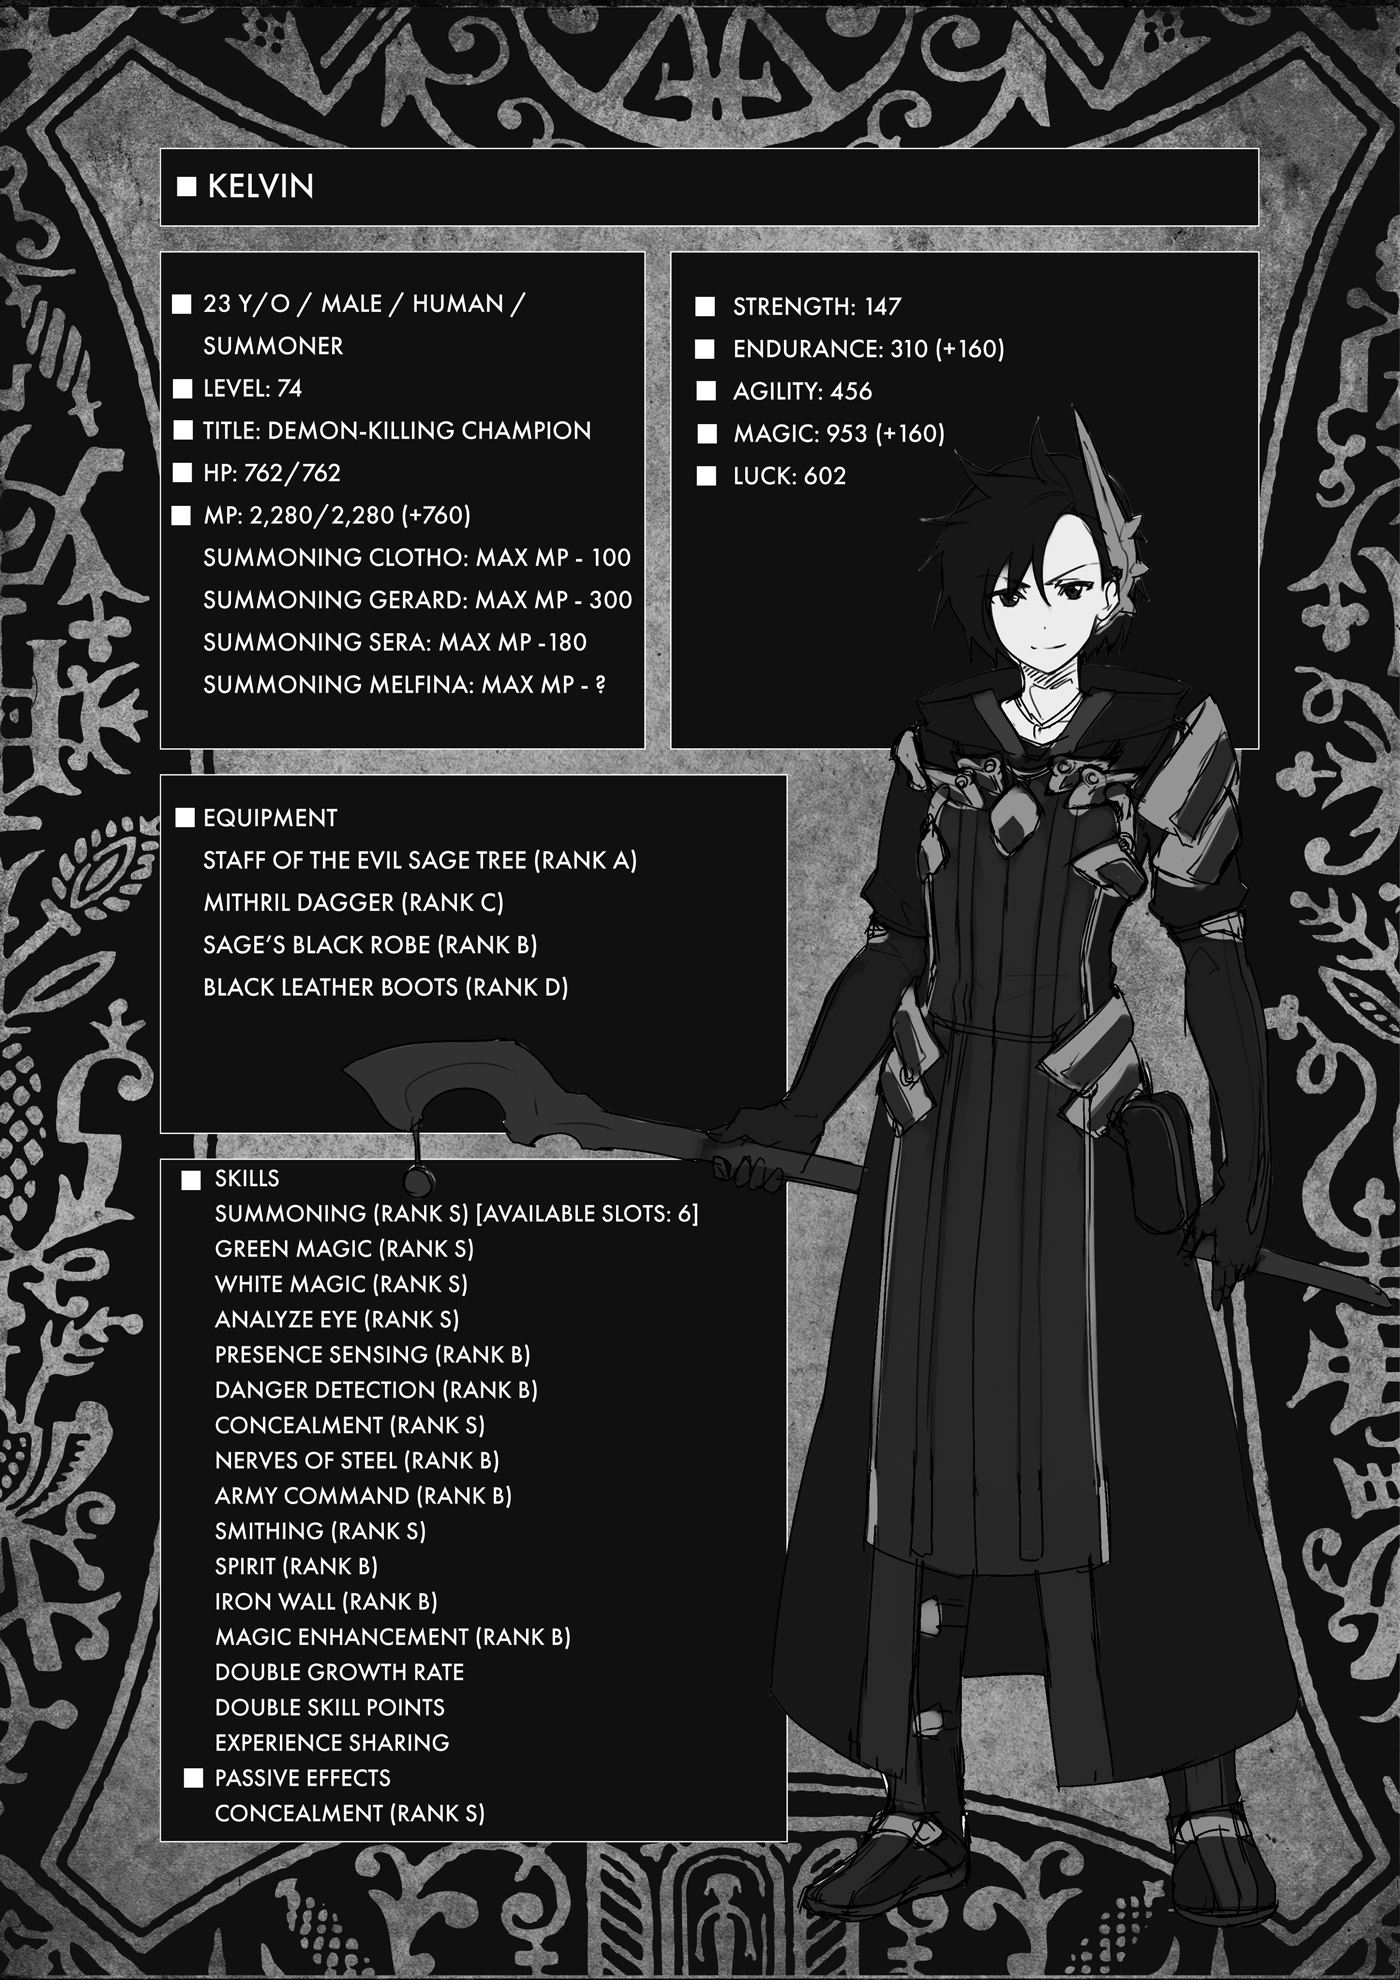 KELVIN
23 Y/O / MALE / HUMAN /
SUMMONER
LEVEL: 74
TITLE: DEMON-KILLING CHAMPION
HP: 762/762
MP: 2,280/2,280 (+760)
SUMMONING CLOTHO: MAX MP - 100
SUMMONING GERARD: MAX MP - 300
SUMMONING SERA: MAX MP -180
SUMMONING MELFINA: MAX MP - ?
STRENGTH: 147
ENDURANCE: 310 (+160)
AGILITY: 456
MAGIC: 953 (+160)
LUCK: 602
EQUIPMENT
STAFF OF THE EVIL SAGE TREE (RANK A)
MITHRIL DAGGER (RANK C)
SAGE’S BLACK ROBE (RANK B)
BLACK LEATHER BOOTS (RANK D)
SKILLS
SUMMONING (RANK S) [AVAILABLE SLOTS: 6]
GREEN MAGIC (RANK S)
WHITE MAGIC (RANK S)
ANALYZE EYE (RANK S)
PRESENCE SENSING (RANK B)
DANGER DETECTION (RANK B)
CONCEALMENT (RANK S)
NERVES OF STEEL (RANK B)
ARMY COMMAND (RANK B)
SMITHING (RANK S)
SPIRIT (RANK B)
IRON WALL (RANK B)
MAGIC ENHANCEMENT (RANK B)
DOUBLE GROWTH RATE
DOUBLE SKILL POINTS
EXPERIENCE SHARING
PASSIVE EFFECTS
CONCEALMENT (RANK S)